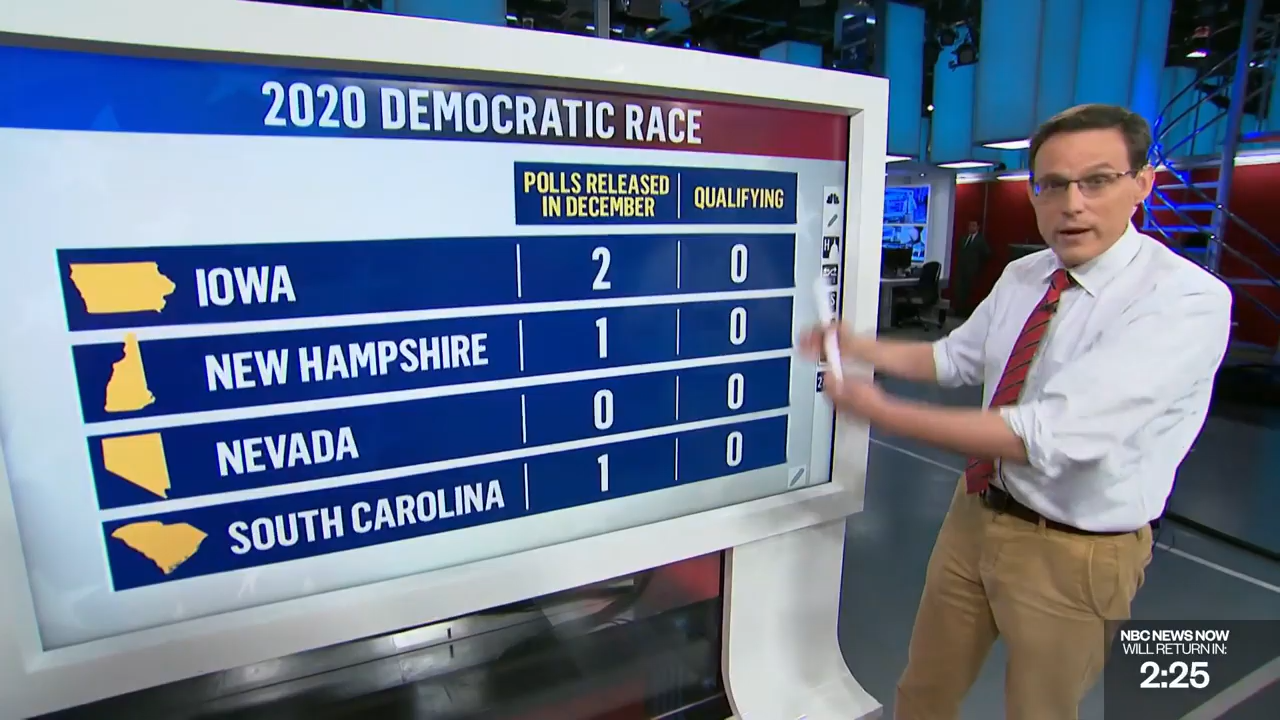 2020 DEMOCRATIC RACE
POLLS RELEASED
IN DECEMBER
QUALIFYING
IOWA 2 0
NEW HAMPSHIRE 1 0
NEVADA 0 0
SOUTH CAROLINA 1 0
NBC NEWS NOW
WILL RETURN IN:
2:25